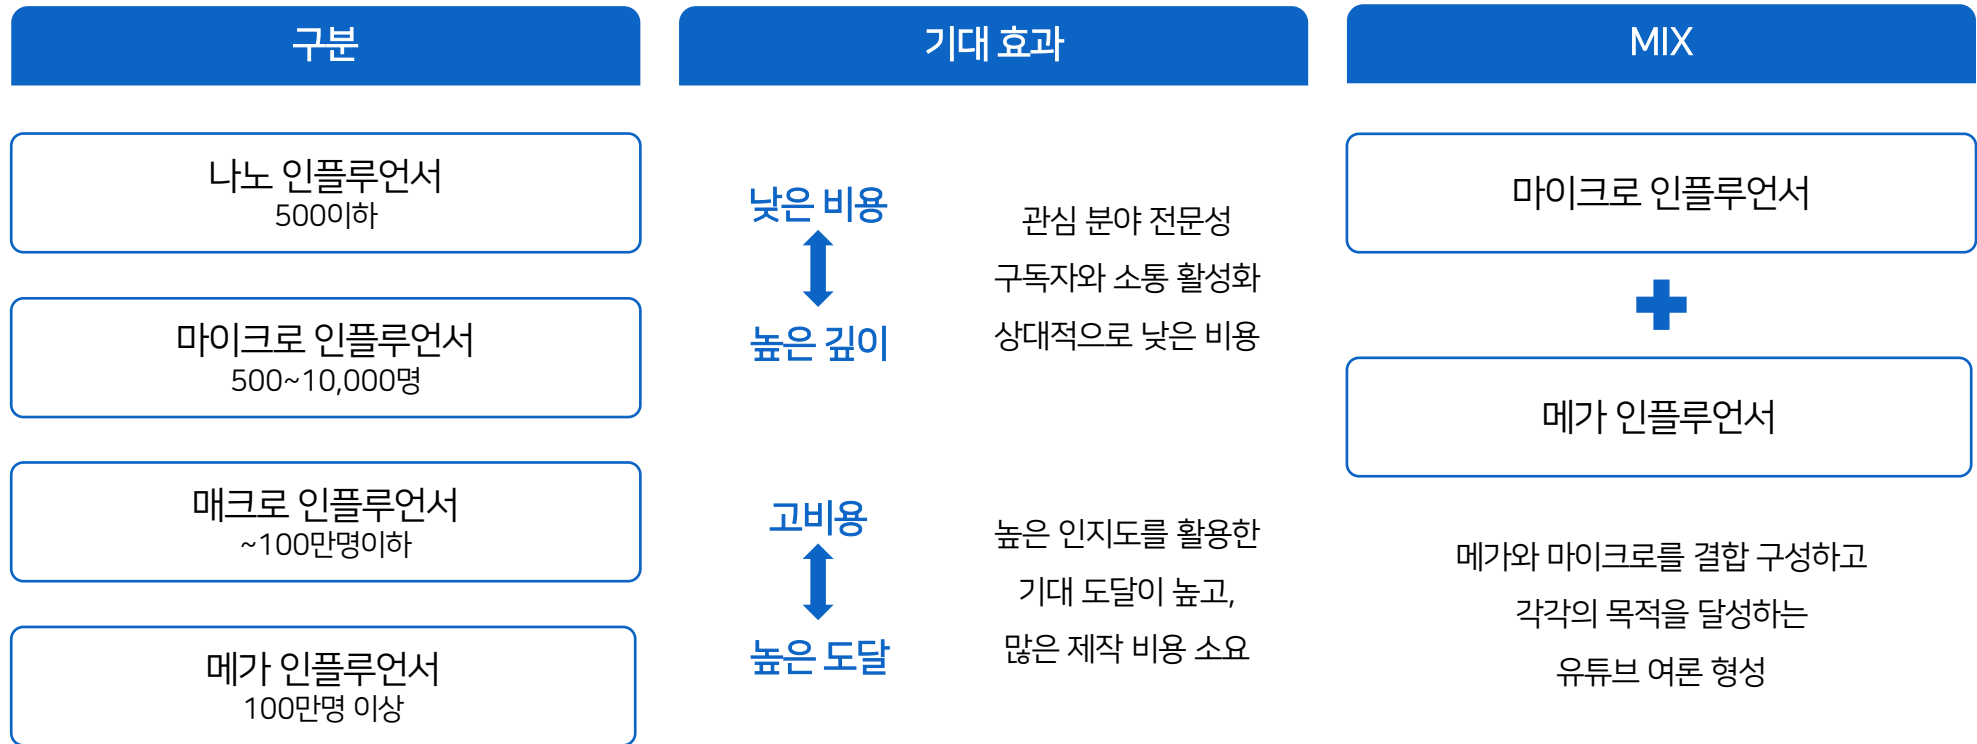 구분
나노 인플루언서
500이하
마이크로 인플루언서
500~10,000명
매크로 인플루언서
~100만명이하
메가 인플루언서
100만명 이상
기대 효과
낮은 비용
높은 깊이
관심 분야 전문성
구독자와 소통 활성화
상대적으로 낮은 비용
고비용
높은 도달
높은 인지도를 활용한
기대 도달이 높고,
많은 제작 비용 소요
MIX
마이크로 인플루언서
메가 인플루언서
메가와 마이크로를 결합 구성하고
각각의 목적을 달성하는
유튜브 여론 형성